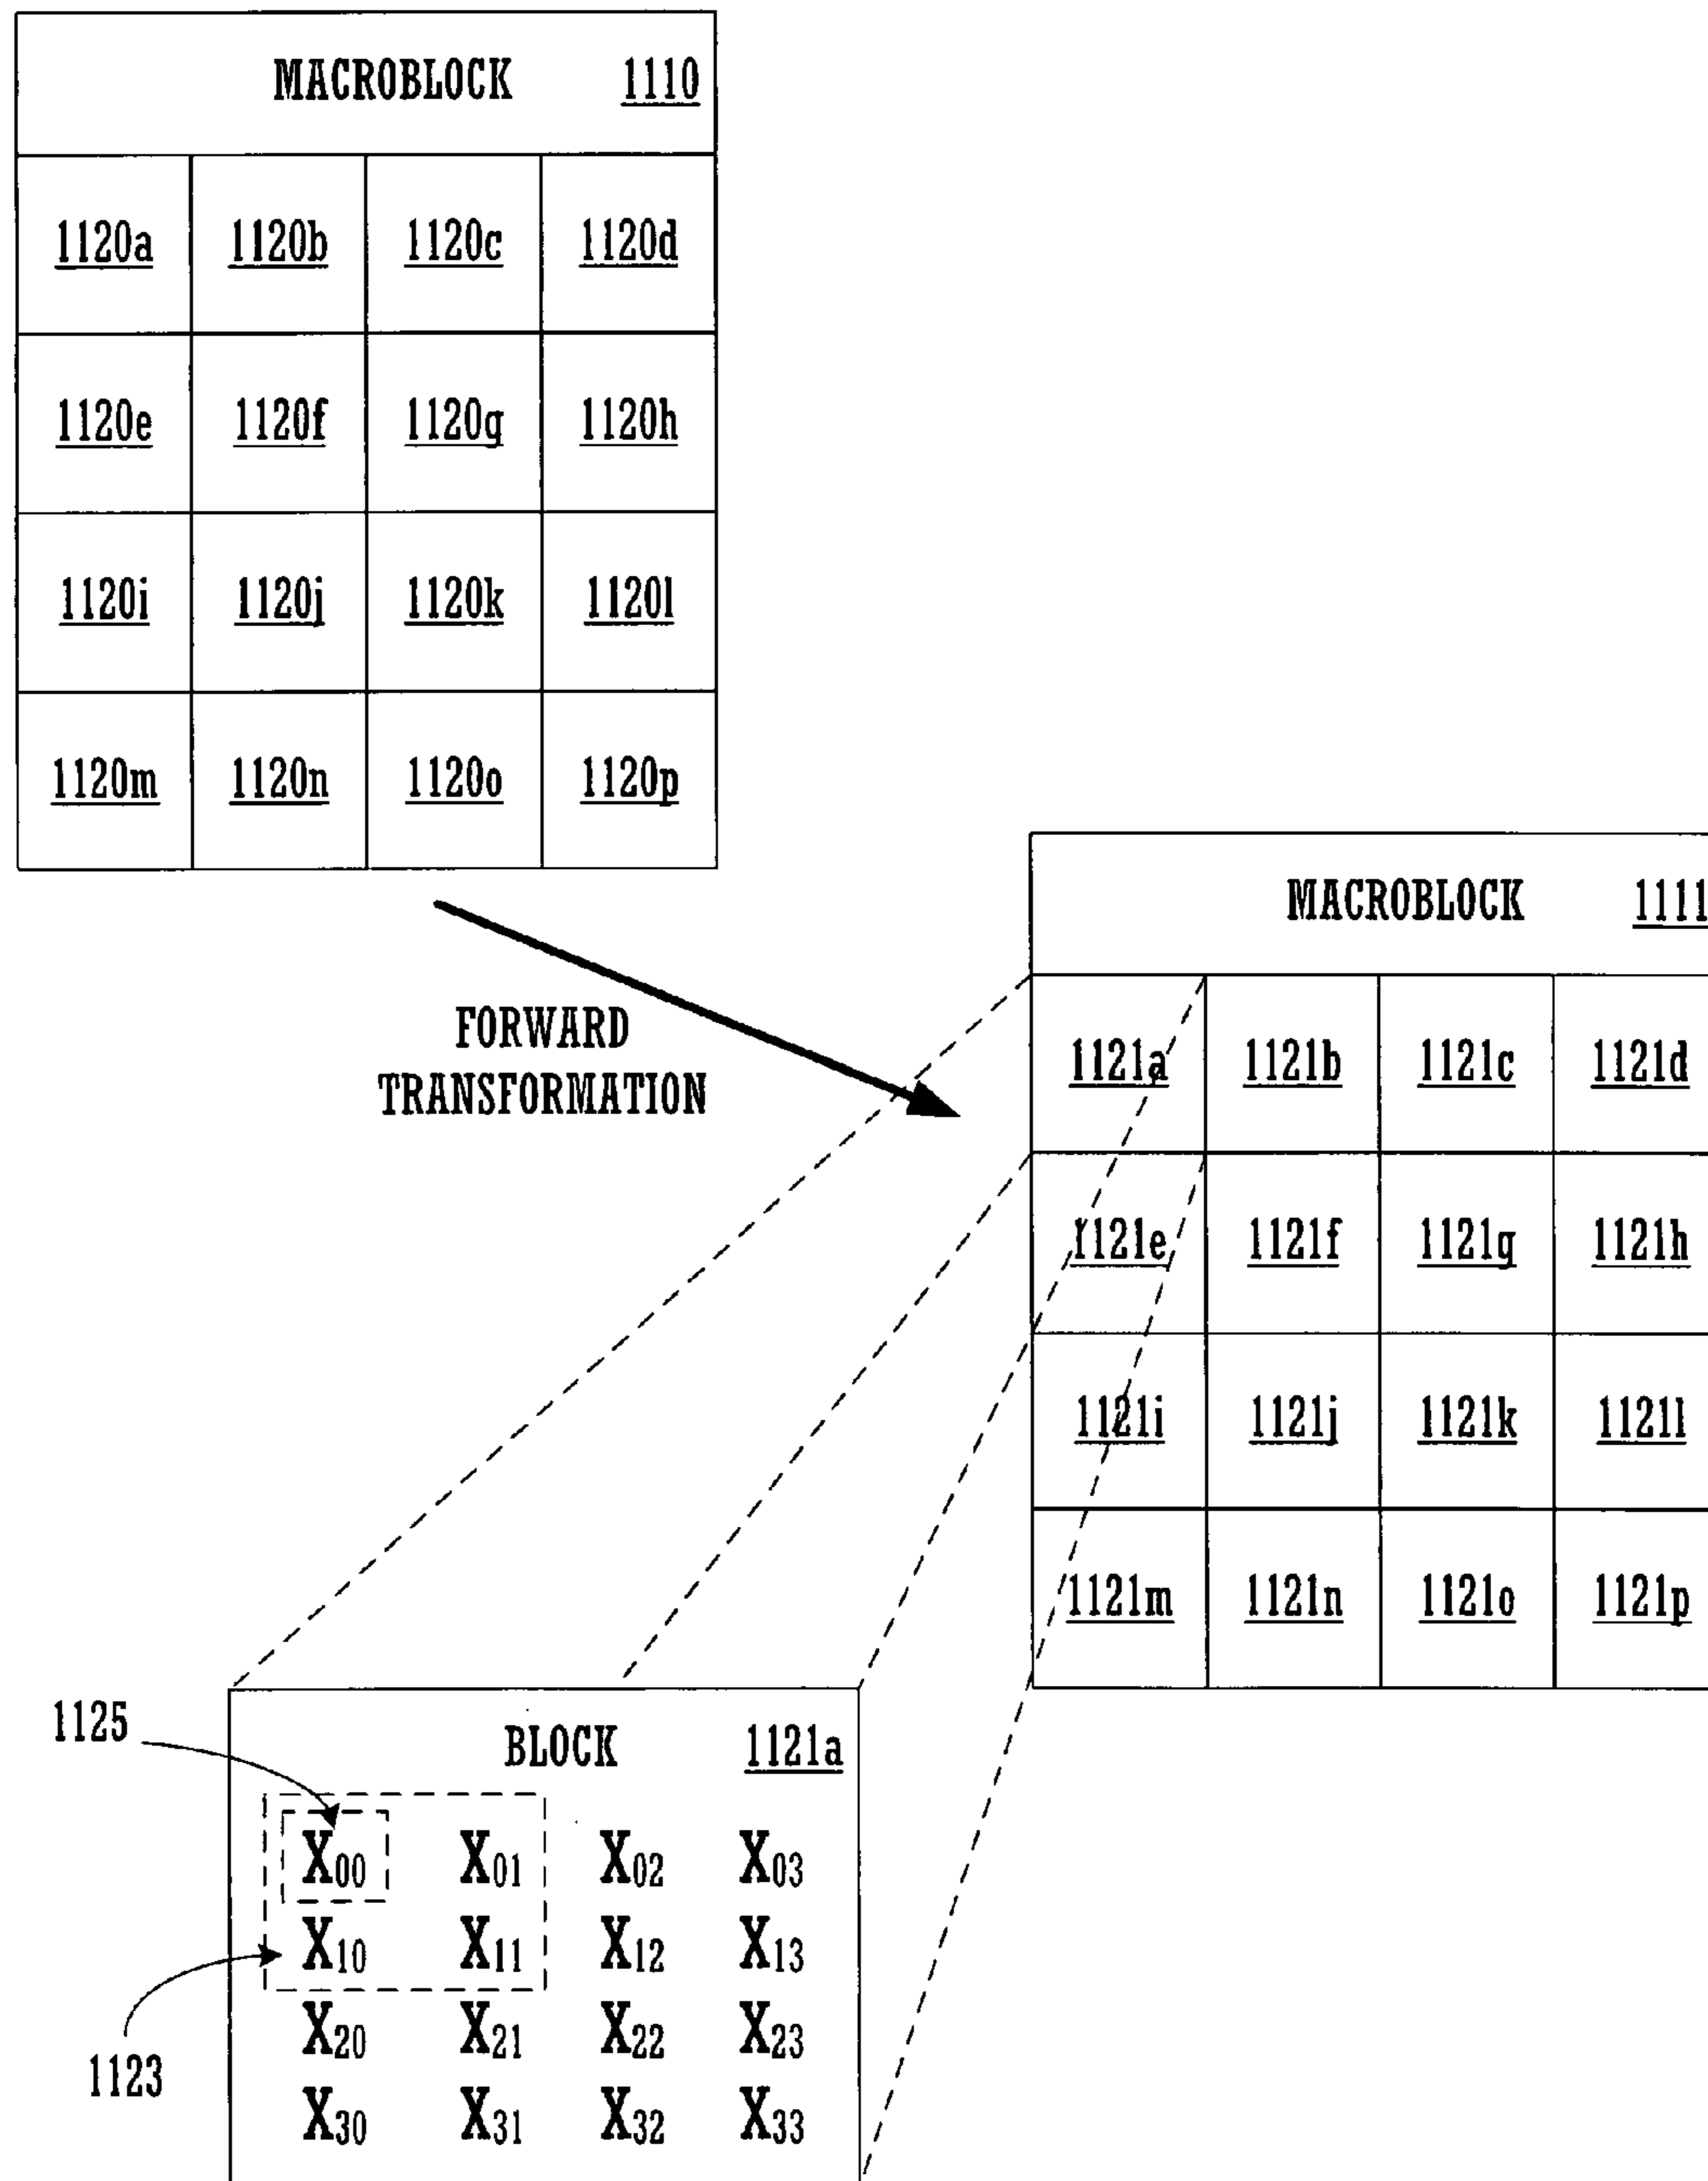 MACROBLOCK 1110
1120a 1120b 1120c 1120d
1120e 1120f 1120g 1120h
1120i 1120j 1120k 1120l
1120m 1120n 1120o 1120p
FORWARD
TRANSFORMATION
MACROBLOCK 1111
1121a 1121b 1121c 1121d
1121e 1121f 1121g 1121h
1121i 1121j 1121k 1121l
1121m 1121n 1121o 1121p
1125
BLOCK 1121a
X00 X01 X02 X03
X10 X11 X12 X13
X20 X21 X22 X23
X30 X31 X32 X33
1123